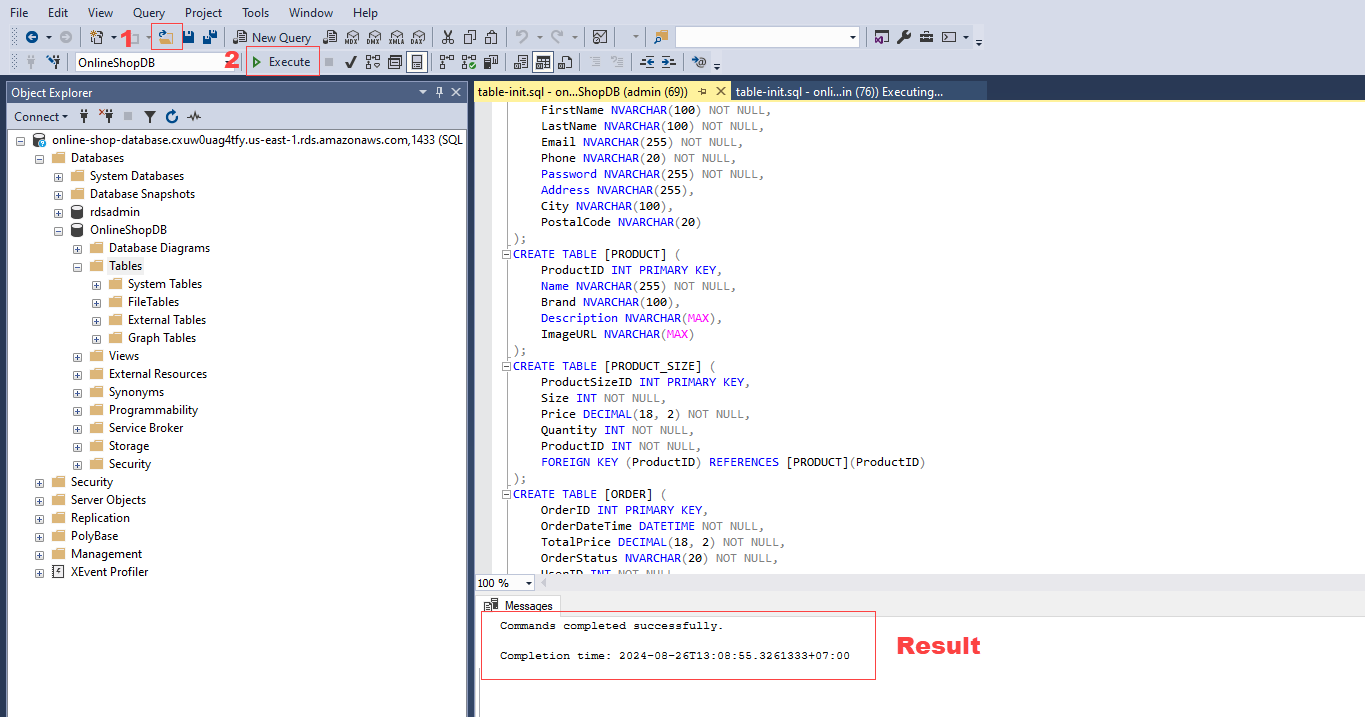 File Edit View Query Project Tools Window Help
1 New Query MDX DMX XMLA DAX
OnlineShopDB 2 Execute
Object Explorer
Connect
online-shop-database.cxuw0uag4tfy.us-east-1.rds.amazonaws.com,1433 (SQL
Databases
System Databases
Database Snapshots
rdsadmin
OnlineShopDB
Database Diagrams
Tables
System Tables
FileTables
External Tables
Graph Tables
Views
External Resources
Synonyms
Programmability
Service Broker
Storage
Security
Security
Server Objects
Replication
PolyBase
Management
XEvent Profiler
table-init.sql - on...ShopDB (admin (69)) table-init.sql - onli...in (76)) Executing...
FirstName NVARCHAR(100) NOT NULL,
LastName NVARCHAR(100) NOT NULL,
Email NVARCHAR(255) NOT NULL,
Phone NVARCHAR(20) NOT NULL,
Password NVARCHAR(255) NOT NULL,
Address NVARCHAR(255),
City NVARCHAR(100),
PostalCode NVARCHAR(20)
);
CREATE TABLE [PRODUCT] (
ProductID INT PRIMARY KEY,
Name NVARCHAR(255) NOT NULL,
Brand NVARCHAR(100),
Description NVARCHAR(MAX),
ImageURL NVARCHAR(MAX)
);
CREATE TABLE [PRODUCT_SIZE] (
ProductSizeID INT PRIMARY KEY,
Size INT NOT NULL,
Price DECIMAL(18, 2) NOT NULL,
Quantity INT NOT NULL,
ProductID INT NOT NULL,
FOREIGN KEY (ProductID) REFERENCES [PRODUCT](ProductID)
);
CREATE TABLE [ORDER] (
OrderID INT PRIMARY KEY,
OrderDateTime DATETIME NOT NULL,
TotalPrice DECIMAL(18, 2) NOT NULL,
OrderStatus NVARCHAR(20) NOT NULL,
UserID INT NOT NULL
100 %
Messages
Commands completed successfully.
Completion time: 2024-08-26T13:08:55.3261333+07:00
Result